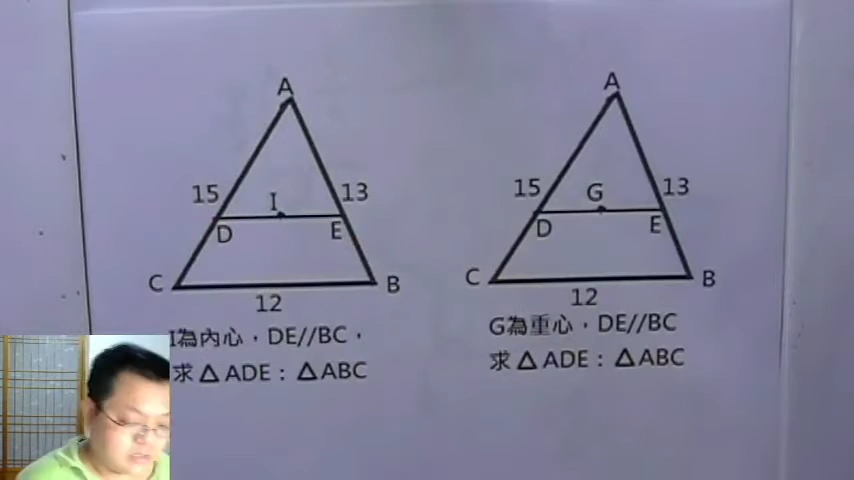 A
15
I
13
D
E
C
B
12
I為內心，DE//BC，
求△ADE：△ABC
A
15
G
13
D
E
C
B
12
G為重心，DE//BC
求△ADE：△ABC